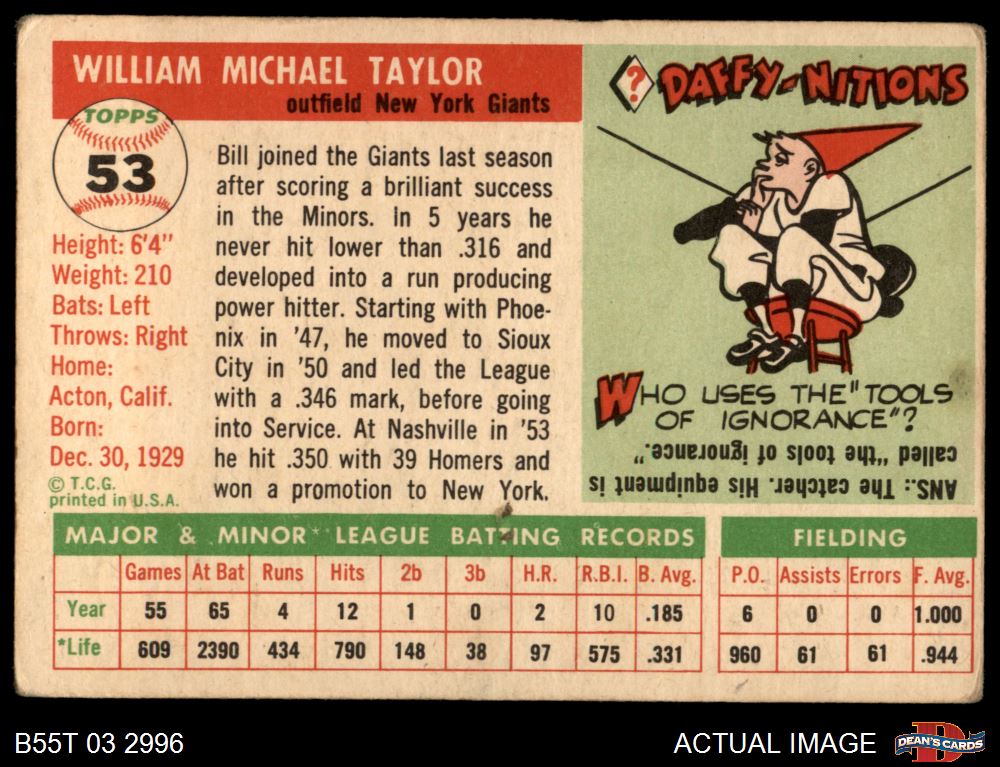 WILLIAM MICHAEL TAYLOR
outfield New York Giants
TOPPS
53
Height: 6'4"
Weight: 210
Bats: Left
Throws: Right
Home:
Acton, Calif.
Born:
Dec. 30, 1929
© T.C.G.
printed in U.S.A.
Bill joined the Giants last season
after scoring a brilliant success
in the Minors. In 5 years he
never hit lower than .316 and
developed into a run producing
power hitter. Starting with Phoe-
nix in '47, he moved to Sioux
City in '50 and led the League
with a .346 mark, before going
into Service. At Nashville in '53
he hit .350 with 39 Homers and
won a promotion to New York.
? DAFFY-NITIONS
WHO USES THE "TOOLS
OF IGNORANCE"?
ANS.: The catcher. His equipment is
called "the tools of ignorance."
MAJOR & MINOR* LEAGUE BATTING RECORDS
Games At Bat Runs Hits 2b 3b H.R. R.B.I. B. Avg.
Year 55 65 4 12 1 0 2 10 .185
*Life 609 2390 434 790 148 38 97 575 .331
FIELDING
P.O. Assists Errors F. Avg.
6 0 0 1.000
960 61 61 .944
B55T 03 2996
ACTUAL IMAGE
D
DEAN'S CARDS